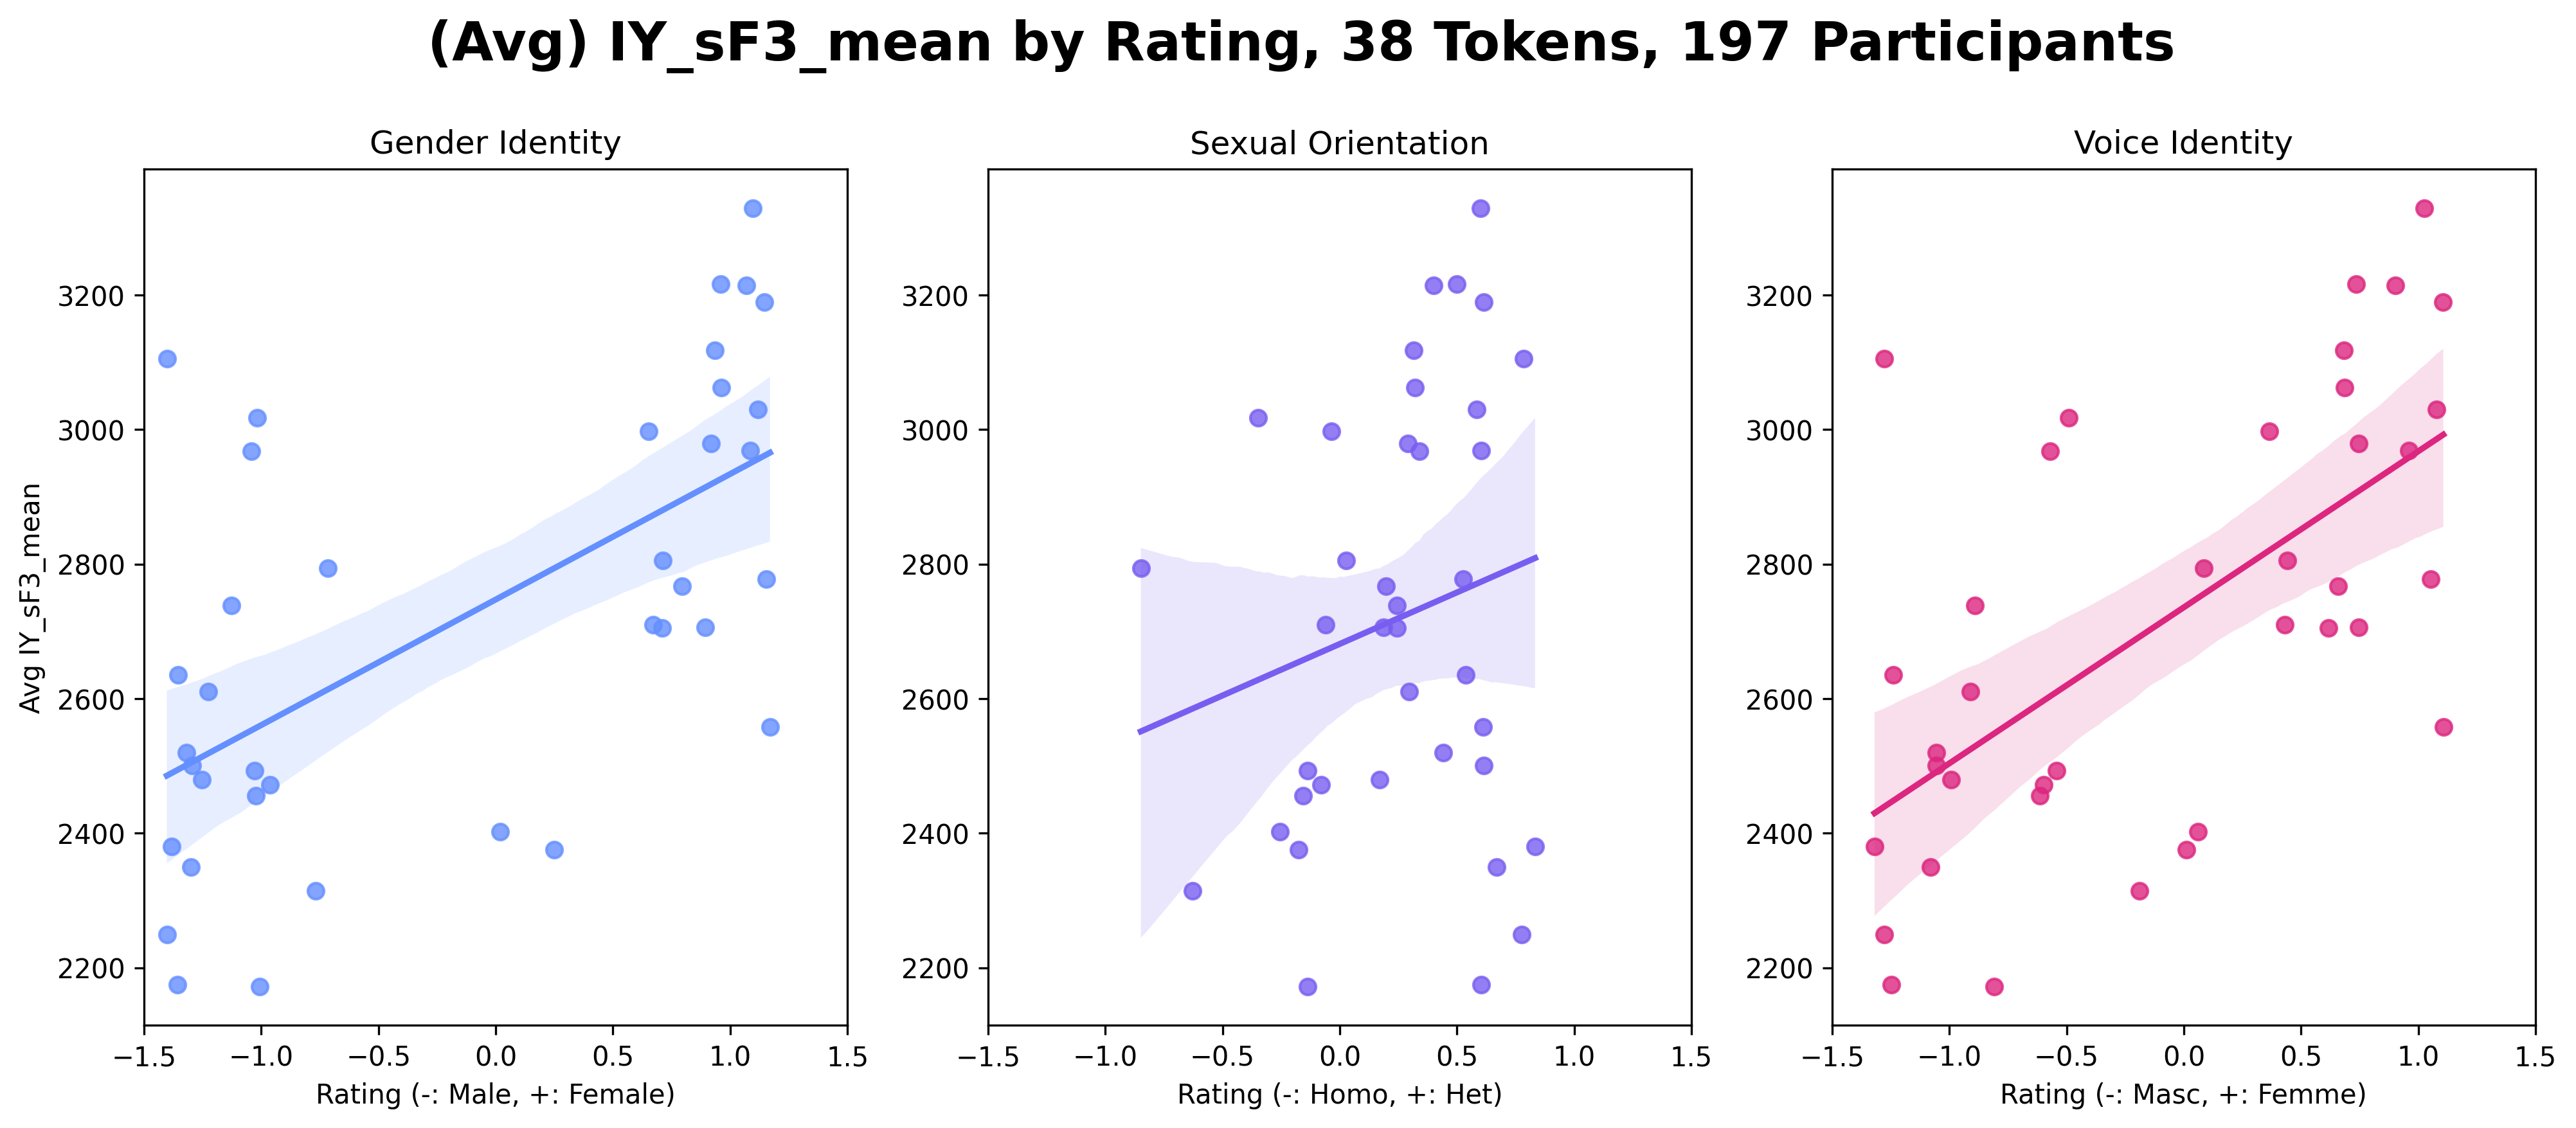 (Avg) IY_sF3_mean by Rating, 38 Tokens, 197 Participants
Gender Identity
Sexual Orientation
Voice Identity
Avg IY_sF3_mean
3200
3000
2800
2600
2400
2200
−1.5 −1.0 −0.5 0.0 0.5 1.0 1.5
Rating (-: Male, +: Female)
3200
3000
2800
2600
2400
2200
−1.5 −1.0 −0.5 0.0 0.5 1.0 1.5
Rating (-: Homo, +: Het)
3200
3000
2800
2600
2400
2200
−1.5 −1.0 −0.5 0.0 0.5 1.0 1.5
Rating (-: Masc, +: Femme)